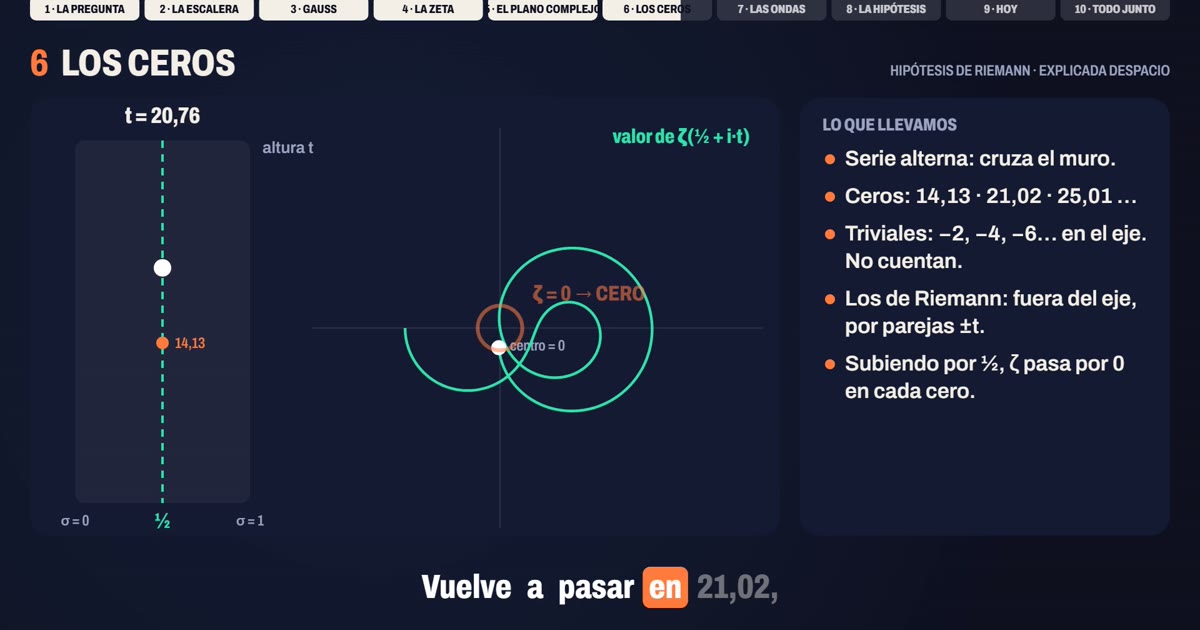 1 · LA PREGUNTA
2 · LA ESCALERA
3 · GAUSS
4 · LA ZETA
5 · EL PLANO COMPLEJO
6 · LOS CEROS
7 · LAS ONDAS
8 · LA HIPÓTESIS
9 · HOY
10 · TODO JUNTO
6 LOS CEROS
HIPÓTESIS DE RIEMANN · EXPLICADA DESPACIO
t = 20,76
altura t
14,13
σ = 0
½
σ = 1
valor de ζ(½ + i·t)
ζ = 0 → CERO
centro = 0
LO QUE LLEVAMOS
Serie alterna: cruza el muro.
Ceros: 14,13 · 21,02 · 25,01 …
Triviales: −2, −4, −6… en el eje.
No cuentan.
Los de Riemann: fuera del eje,
por parejas ±t.
Subiendo por ½, ζ pasa por 0
en cada cero.
Vuelve a pasar en 21,02,